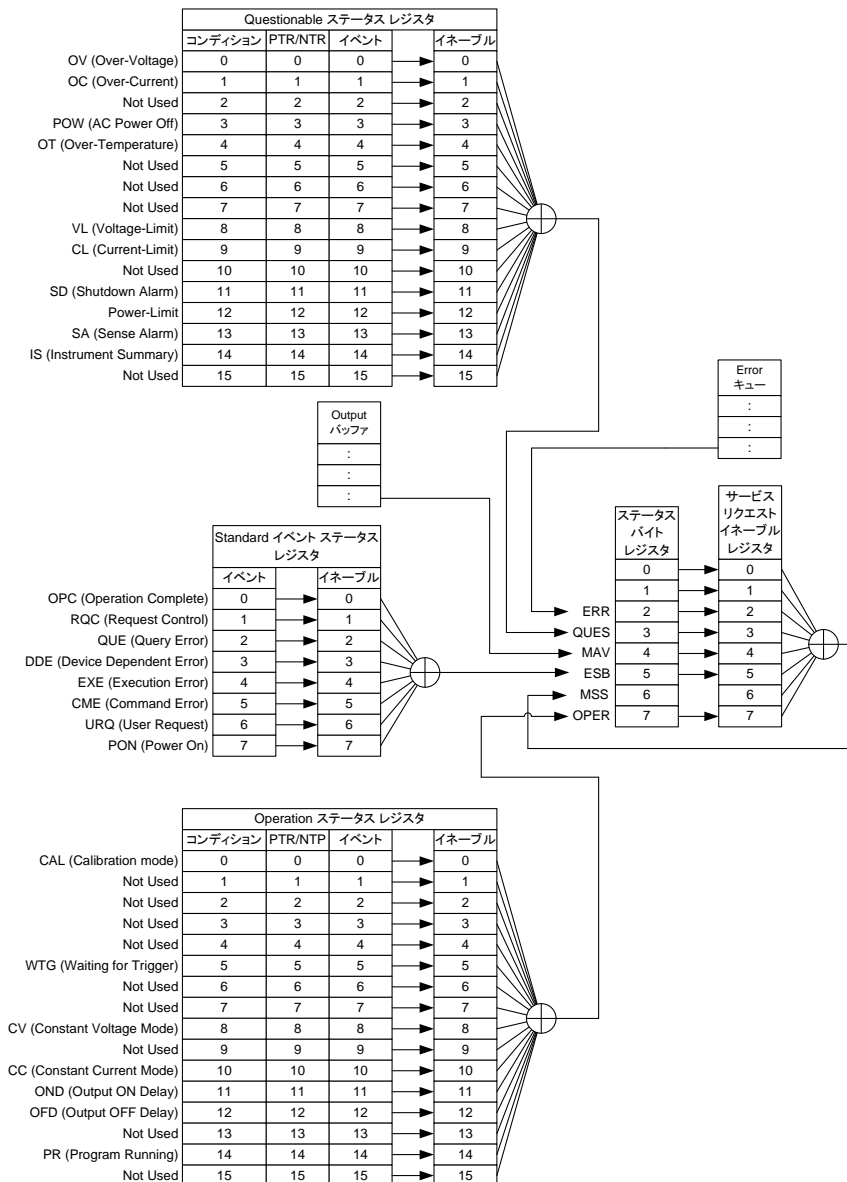 Questionable ステータス レジスタ
コンディション PTR/NTR イベント イネーブル
OV (Over-Voltage) 0 0 0 0
OC (Over-Current) 1 1 1 1
Not Used 2 2 2 2
POW (AC Power Off) 3 3 3 3
OT (Over-Temperature) 4 4 4 4
Not Used 5 5 5 5
Not Used 6 6 6 6
Not Used 7 7 7 7
VL (Voltage-Limit) 8 8 8 8
CL (Current-Limit) 9 9 9 9
Not Used 10 10 10 10
SD (Shutdown Alarm) 11 11 11 11
Power-Limit 12 12 12 12
SA (Sense Alarm) 13 13 13 13
IS (Instrument Summary) 14 14 14 14
Not Used 15 15 15 15
Error
キュー
:
:
:
Output
バッファ
:
:
:
Standard イベント ステータス
レジスタ
イベント イネーブル
OPC (Operation Complete) 0 0
RQC (Request Control) 1 1
QUE (Query Error) 2 2
DDE (Device Dependent Error) 3 3
EXE (Execution Error) 4 4
CME (Command Error) 5 5
URQ (User Request) 6 6
PON (Power On) 7 7
ステータス
バイト
レジスタ
サービス
リクエスト
イネーブル
レジスタ
0 0
1 1
ERR 2 2
QUES 3 3
MAV 4 4
ESB 5 5
MSS 6 6
OPER 7 7
Operation ステータス レジスタ
コンディション PTR/NTP イベント イネーブル
CAL (Calibration mode) 0 0 0 0
Not Used 1 1 1 1
Not Used 2 2 2 2
Not Used 3 3 3 3
Not Used 4 4 4 4
WTG (Waiting for Trigger) 5 5 5 5
Not Used 6 6 6 6
Not Used 7 7 7 7
CV (Constant Voltage Mode) 8 8 8 8
Not Used 9 9 9 9
CC (Constant Current Mode) 10 10 10 10
OND (Output ON Delay) 11 11 11 11
OFD (Output OFF Delay) 12 12 12 12
Not Used 13 13 13 13
PR (Program Running) 14 14 14 14
Not Used 15 15 15 15